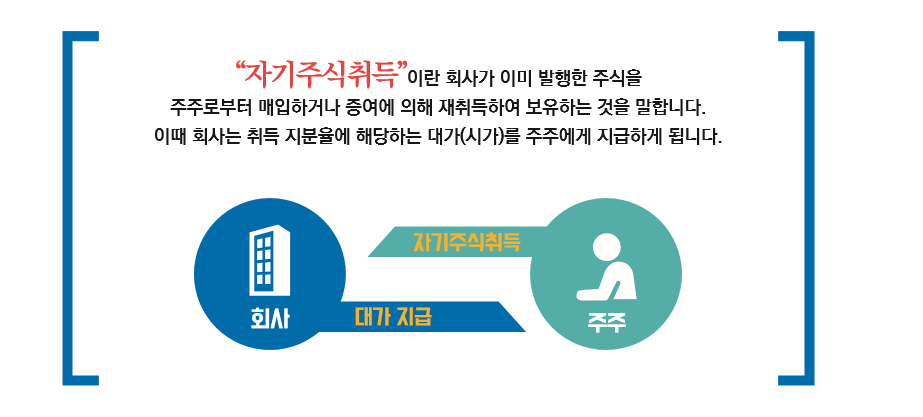 “자기주식취득”이란 회사가 이미 발행한 주식을
주주로부터 매입하거나 증여에 의해 재취득하여 보유하는 것을 말합니다.
이때 회사는 취득 지분율에 해당하는 대가(시가)를 주주에게 지급하게 됩니다.
자기주식취득
회사
대가 지급
주주